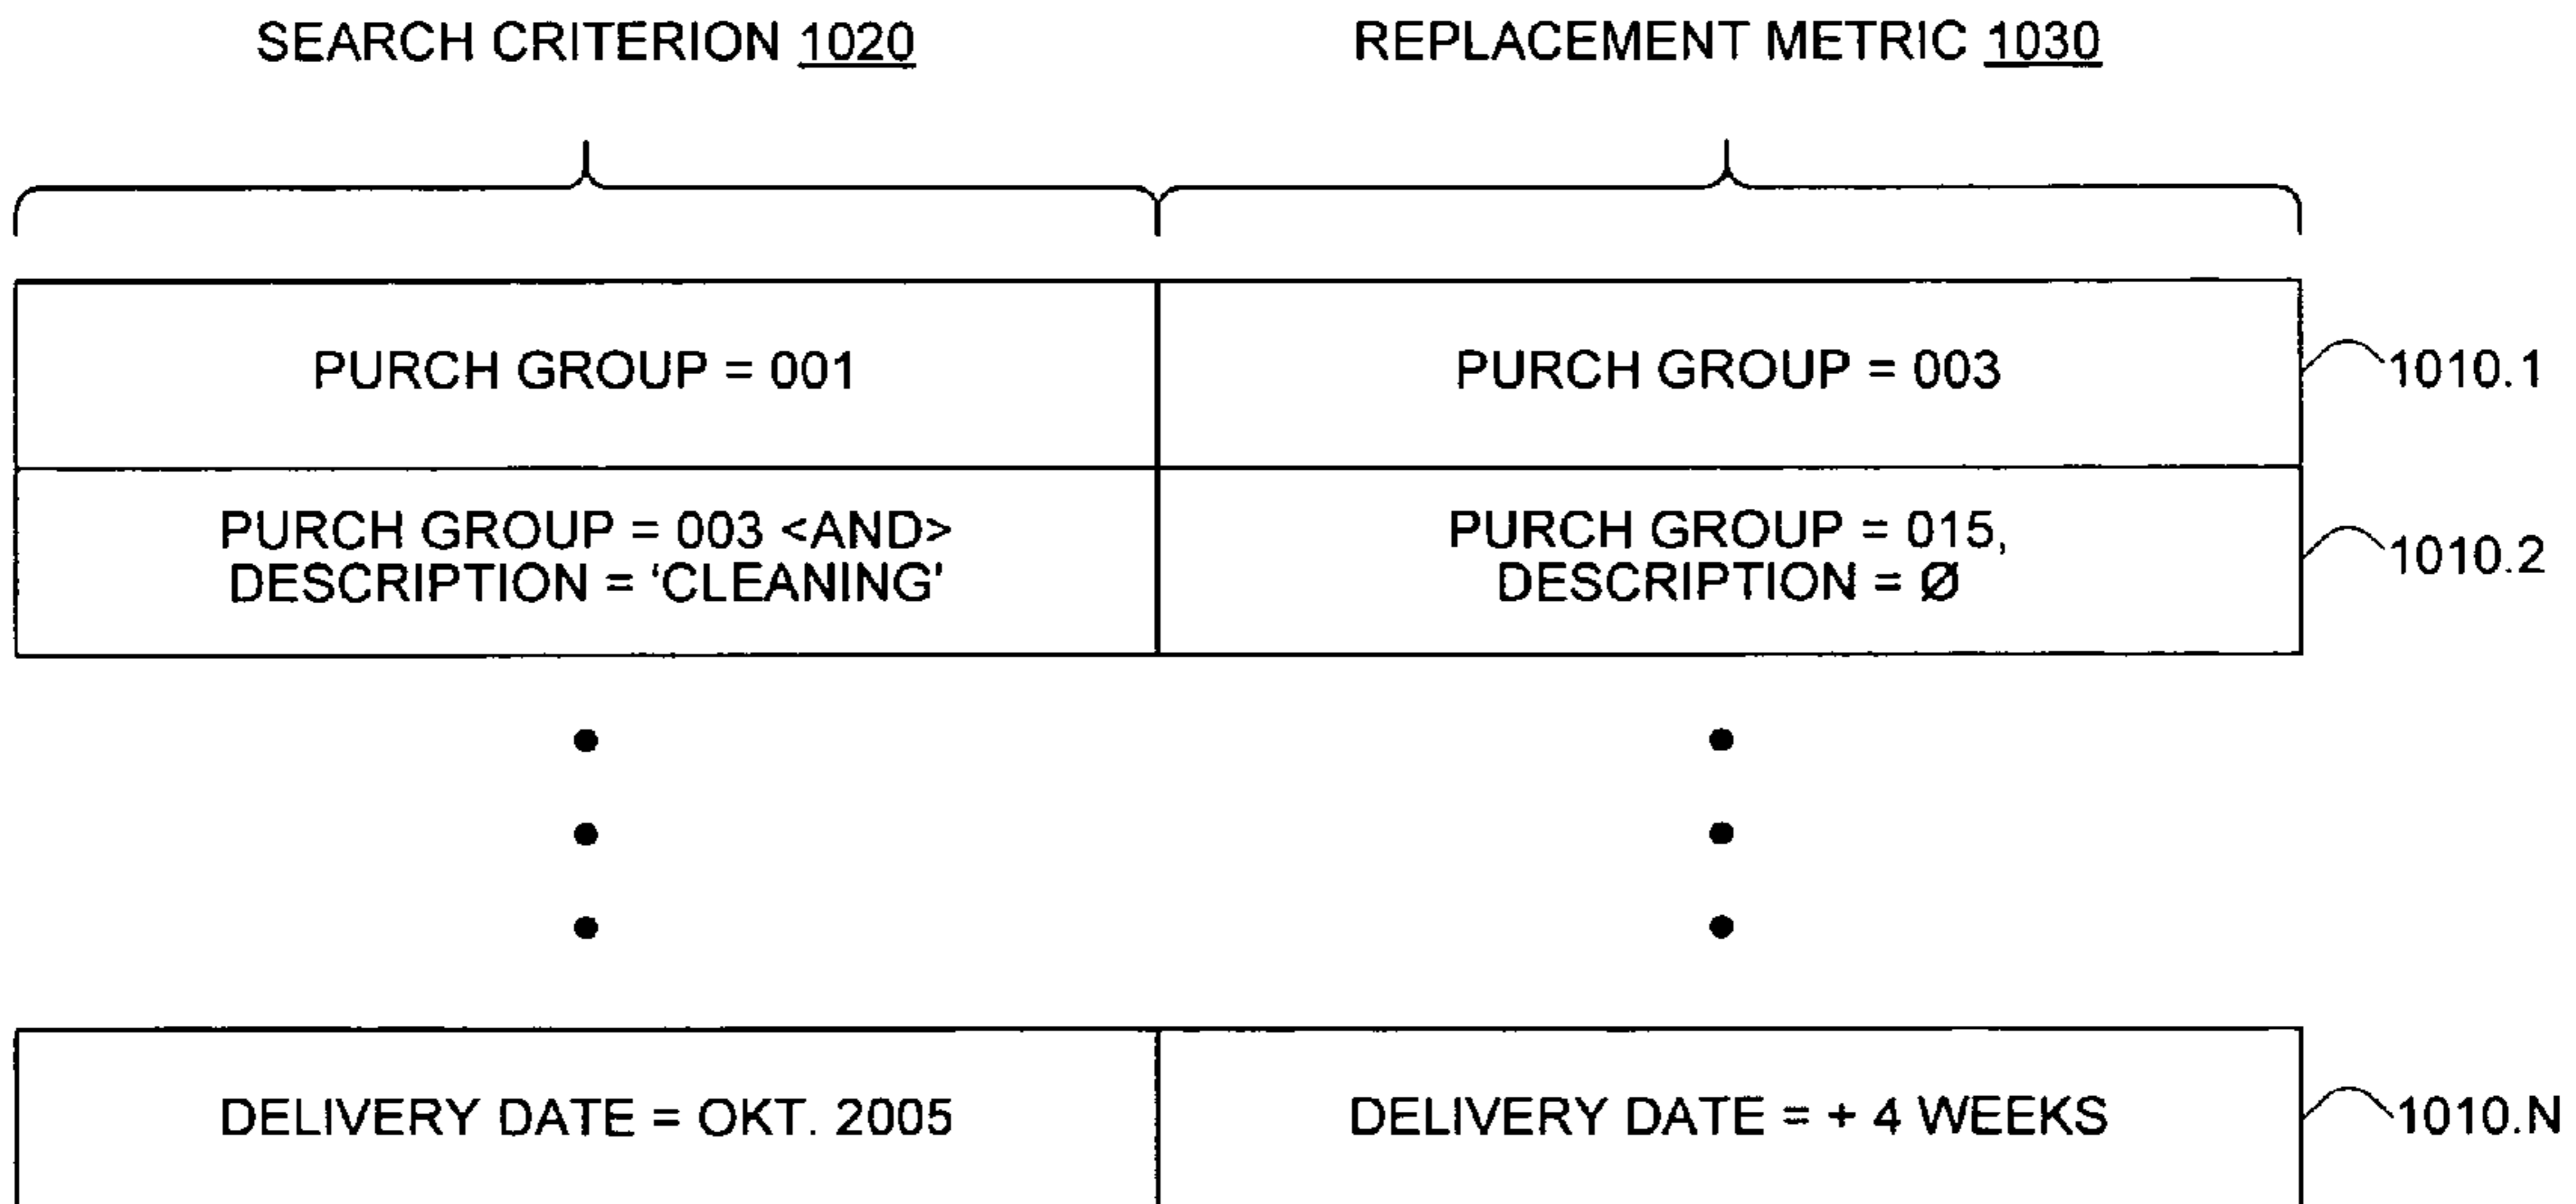 SEARCH CRITERION 1020
REPLACEMENT METRIC 1030
PURCH GROUP = 001
PURCH GROUP = 003
1010.1
PURCH GROUP = 003 <AND>
DESCRIPTION = ‘CLEANING’
PURCH GROUP = 015,
DESCRIPTION = Ø
1010.2
DELIVERY DATE = OKT. 2005
DELIVERY DATE = + 4 WEEKS
1010.N